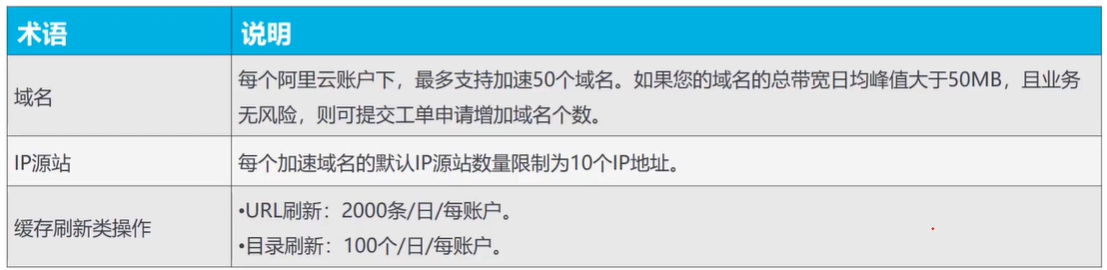 术语 说明
域名
每个阿里云账户下，最多支持加速50个域名。如果您的域名的总带宽日均峰值大于50MB，且业务
无风险，则可提交工单申请增加域名个数。
IP源站 每个加速域名的默认IP源站数量限制为10个IP地址。
缓存刷新类操作
•URL刷新：2000条/日/每账户。
•目录刷新：100个/日/每账户。